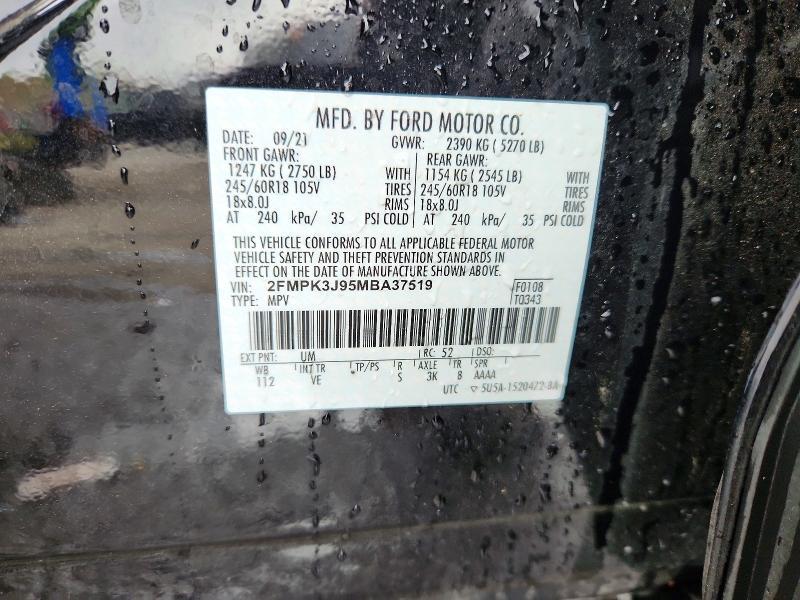 MFD. BY FORD MOTOR CO.
DATE: 09/21 GVWR: 2390 KG ( 5270 LB)
FRONT GAWR: REAR GAWR:
1247 KG ( 2750 LB) WITH 1154 KG ( 2545 LB) WITH
245/60R18 105V TIRES 245/60R18 105V TIRES
18x8.0J RIMS 18x8.0J RIMS
AT 240 kPa/ 35 PSI COLD AT 240 kPa/ 35 PSI COLD
THIS VEHICLE CONFORMS TO ALL APPLICABLE FEDERAL MOTOR
VEHICLE SAFETY AND THEFT PREVENTION STANDARDS IN
EFFECT ON THE DATE OF MANUFACTURE SHOWN ABOVE.
VIN: 2FMPK3J95MBA37519 F0108
TYPE: MPV T0343
EXT PNT: UM RC: 52 DSO:
WB INT TR TP/PS R AXLE TR SPR
112 VE S 3K 8 AAAA
UTC ▽ 5U5A-1520472-BA